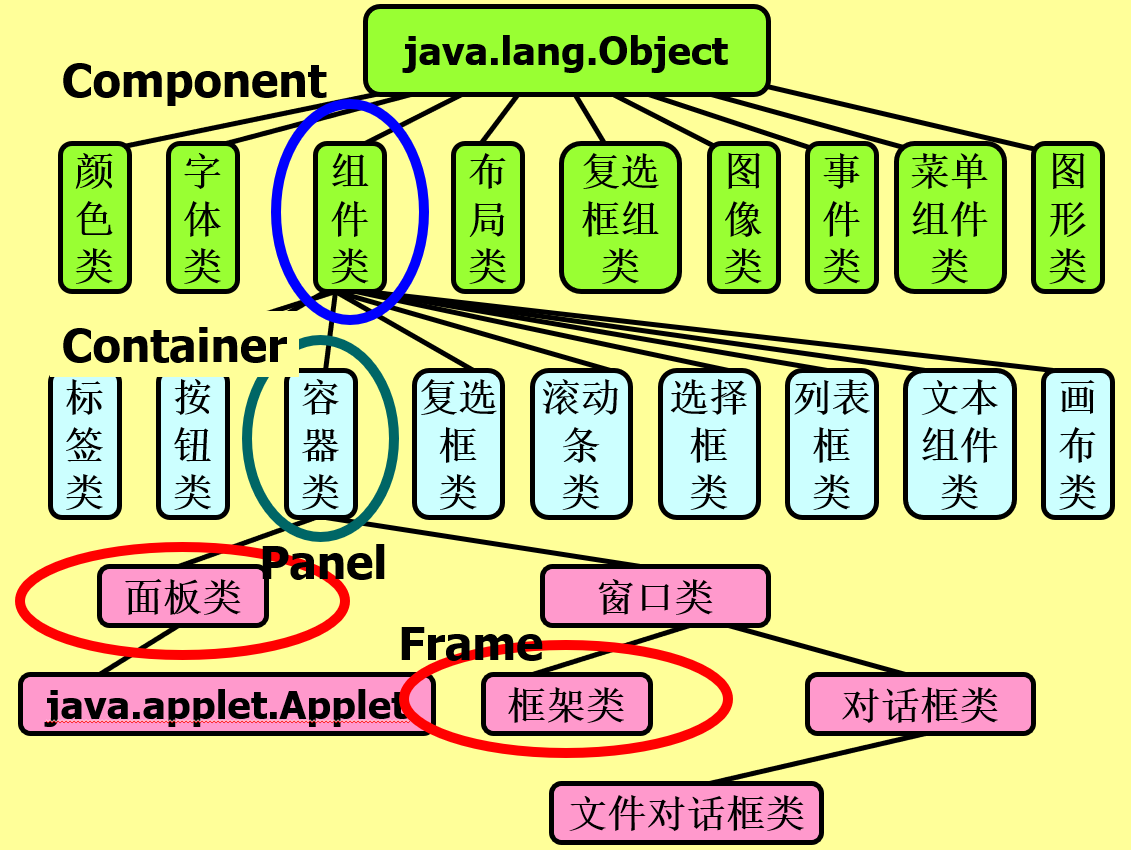 java.lang.Object
Component
颜
色
类
字
体
类
组
件
类
布
局
类
复选
框组
类
图
像
类
事
件
类
菜单
组件
类
图
形
类
Container
标
签
类
按
钮
类
容
器
类
复选
框
类
滚动
条
类
选择
框
类
列表
框
类
文本
组件
类
画
布
类
Panel
面板类
窗口类
Frame
java.applet.Applet
框架类
对话框类
文件对话框类